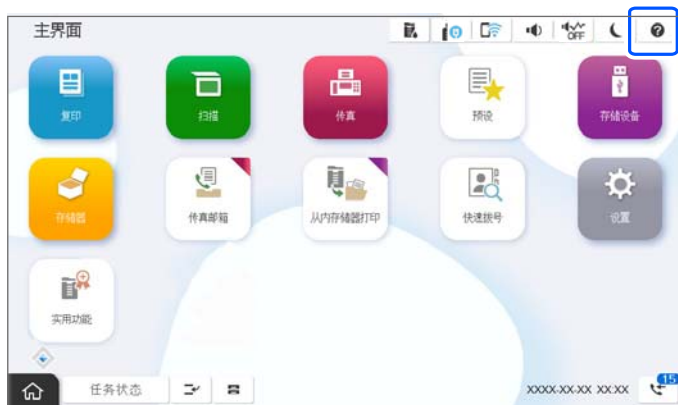 主界面
OFF
复印
扫描
传真
预设
存储设备
存储器
传真邮箱
从内存储器打印
快速拨号
设置
实用功能
任务状态
XXXX-XX-XX XX:XX
15